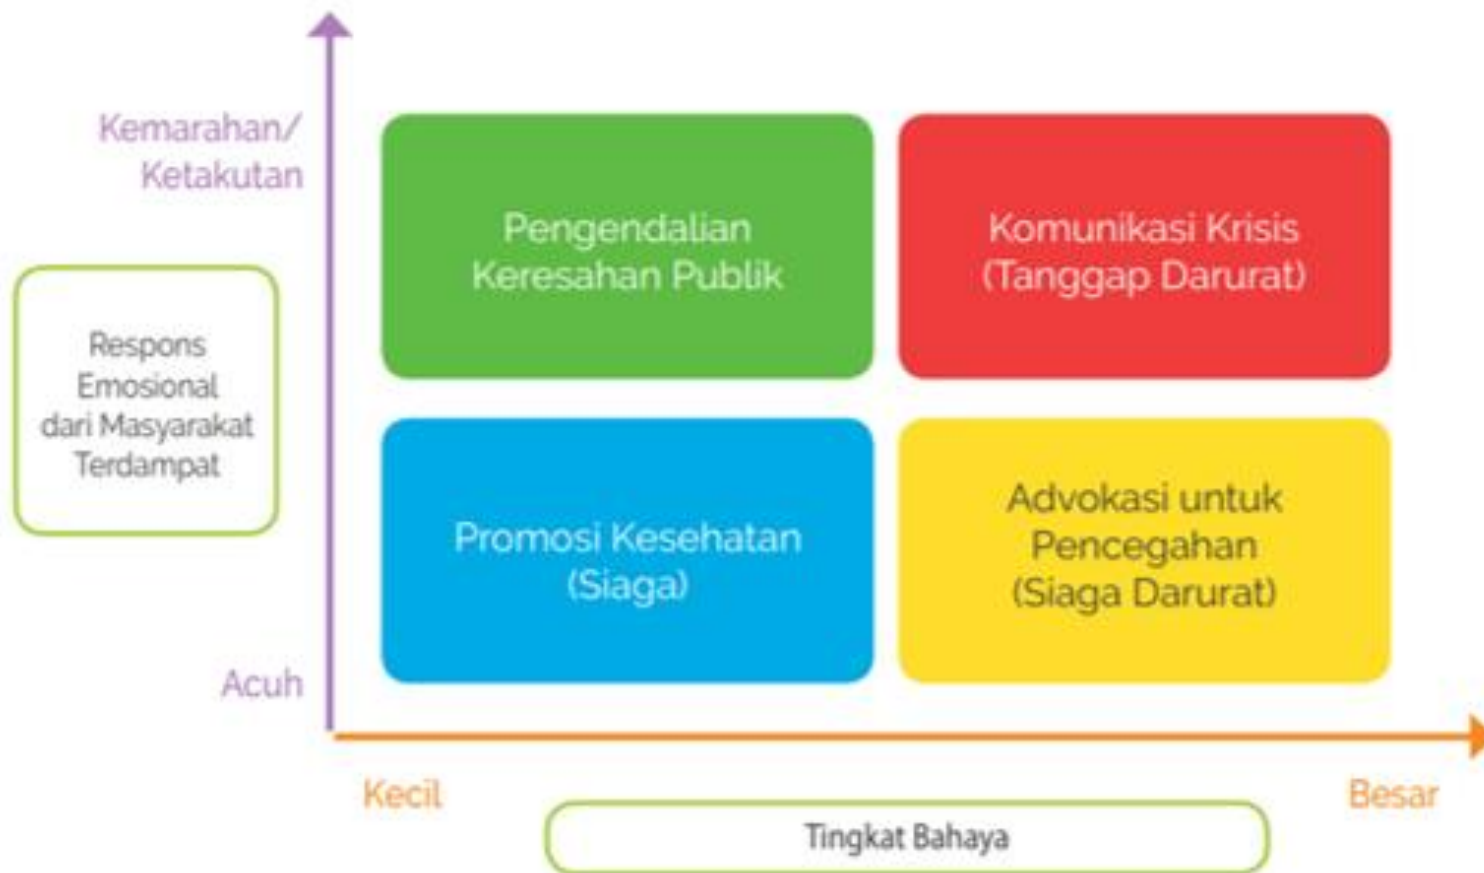 Kemarahan/
Ketakutan
Pengendalian
Keresahan Publik
Komunikasi Krisis
(Tanggap Darurat)
Respons
Emosional
dari Masyarakat
Terdampat
Promosi Kesehatan
(Siaga)
Advokasi untuk
Pencegahan
(Siaga Darurat)
Acuh
Kecil
Besar
Tingkat Bahaya